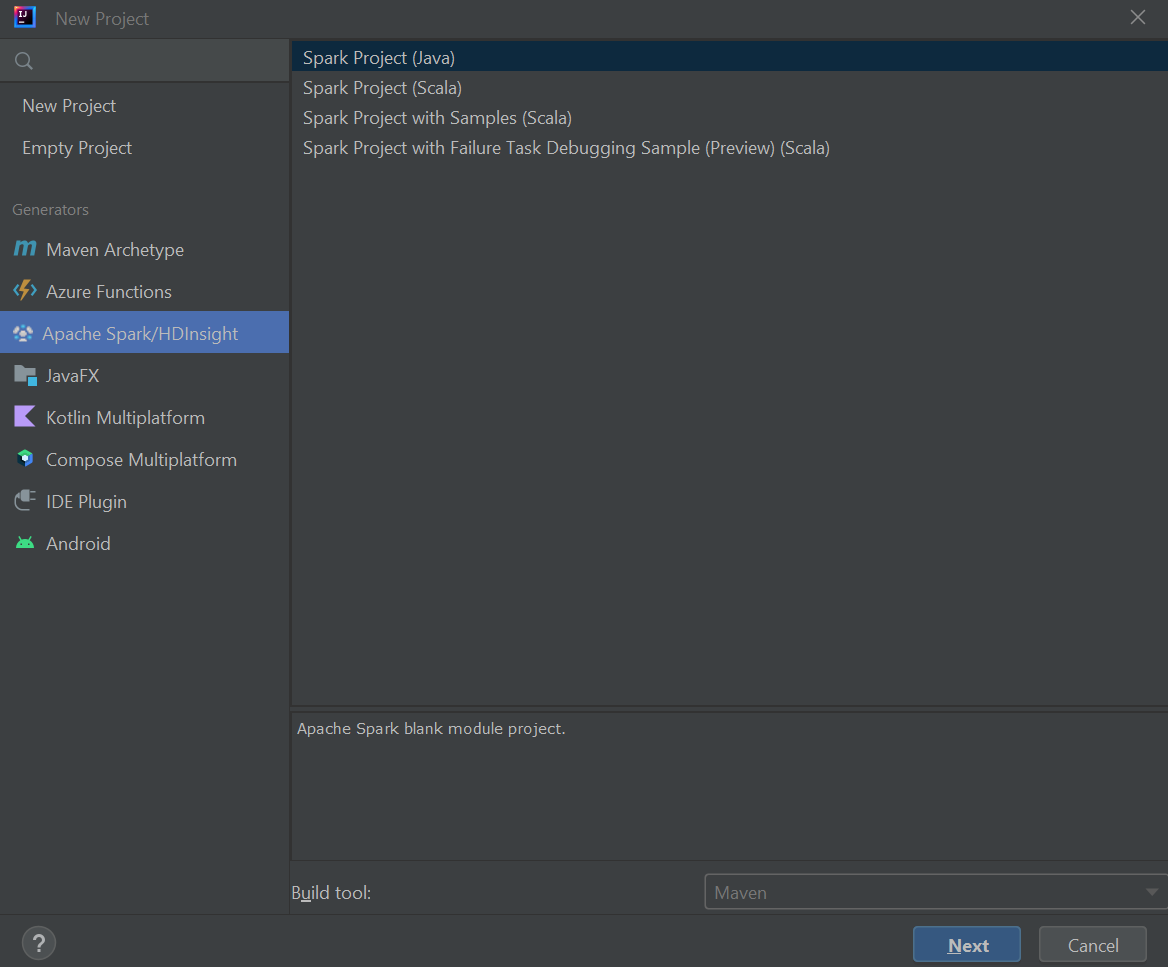 New Project
New Project
Empty Project
Generators
Maven Archetype
Azure Functions
Apache Spark/HDInsight
JavaFX
Kotlin Multiplatform
Compose Multiplatform
IDE Plugin
Android
Spark Project (Java)
Spark Project (Scala)
Spark Project with Samples (Scala)
Spark Project with Failure Task Debugging Sample (Preview) (Scala)
Apache Spark blank module project.
Build tool: Maven
? Next Cancel